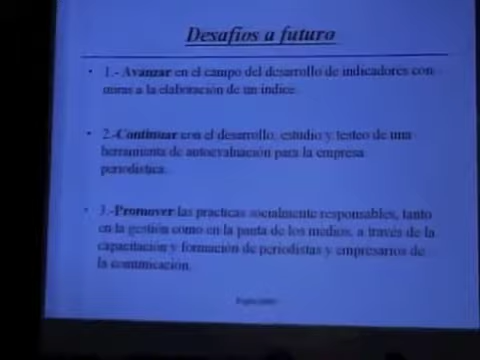 Desafíos a futuro
• 1.- Avanzar en el campo del desarrollo de indicadores con
miras a la elaboración de un índice.
• 2.-Continuar con el desarrollo, estudio y testeo de una
herramienta de autoevaluación para la empresa
periodística.
• 3.-Promover las prácticas socialmente responsables, tanto
en la gestión como en la pauta de los medios, a través de la
capacitación y formación de periodistas y empresarios de
la comunicación.